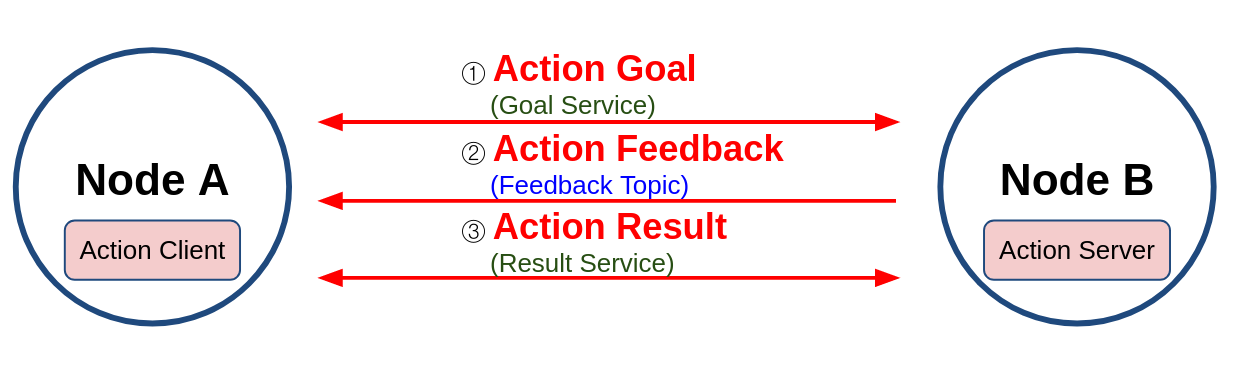 ① Action Goal
(Goal Service)
② Action Feedback
(Feedback Topic)
③ Action Result
(Result Service)
Node A
Action Client
Node B
Action Server